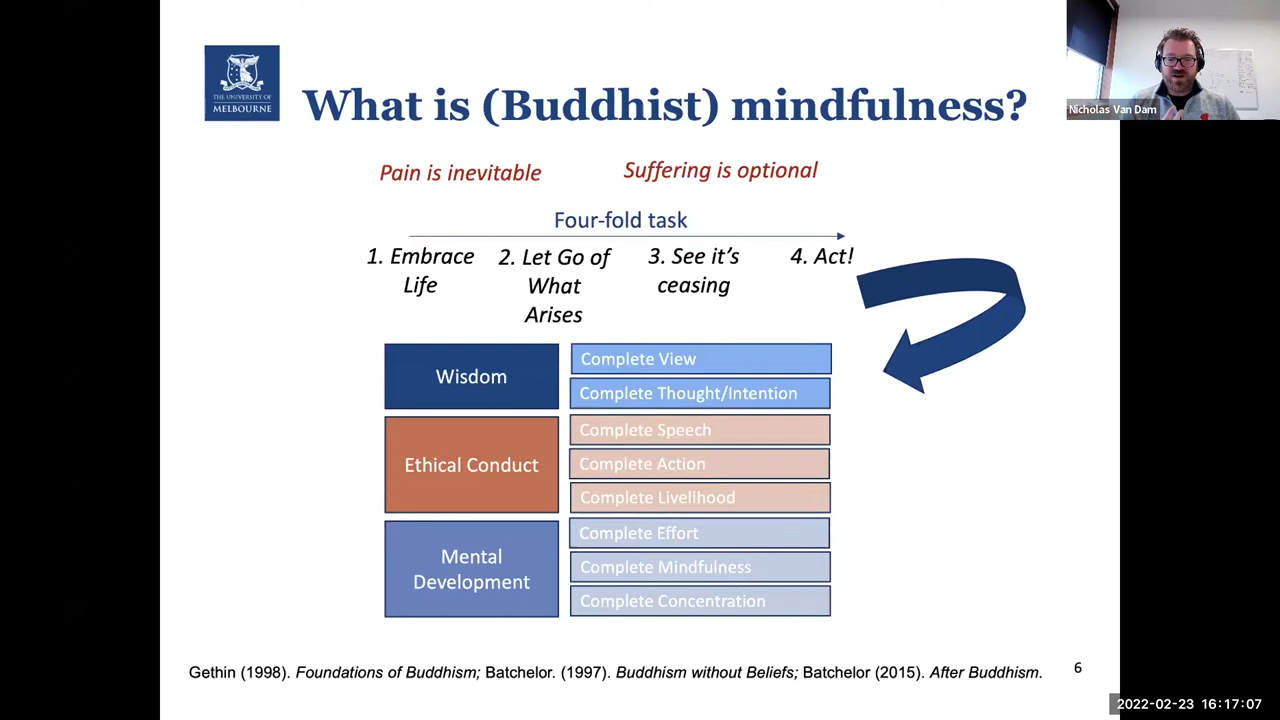 THE UNIVERSITY OF
MELBOURNE
What is (Buddhist) mindfulness?
Nicholas Van Dam
Pain is inevitable
Suffering is optional
Four-fold task
1. Embrace
Life
2. Let Go of
What
Arises
3. See it's
ceasing
4. Act!
Wisdom
Complete View
Complete Thought/Intention
Ethical Conduct
Complete Speech
Complete Action
Complete Livelihood
Mental
Development
Complete Effort
Complete Mindfulness
Complete Concentration
Gethin (1998). Foundations of Buddhism; Batchelor. (1997). Buddhism without Beliefs; Batchelor (2015). After Buddhism.
6
2022-02-23 16:17:07